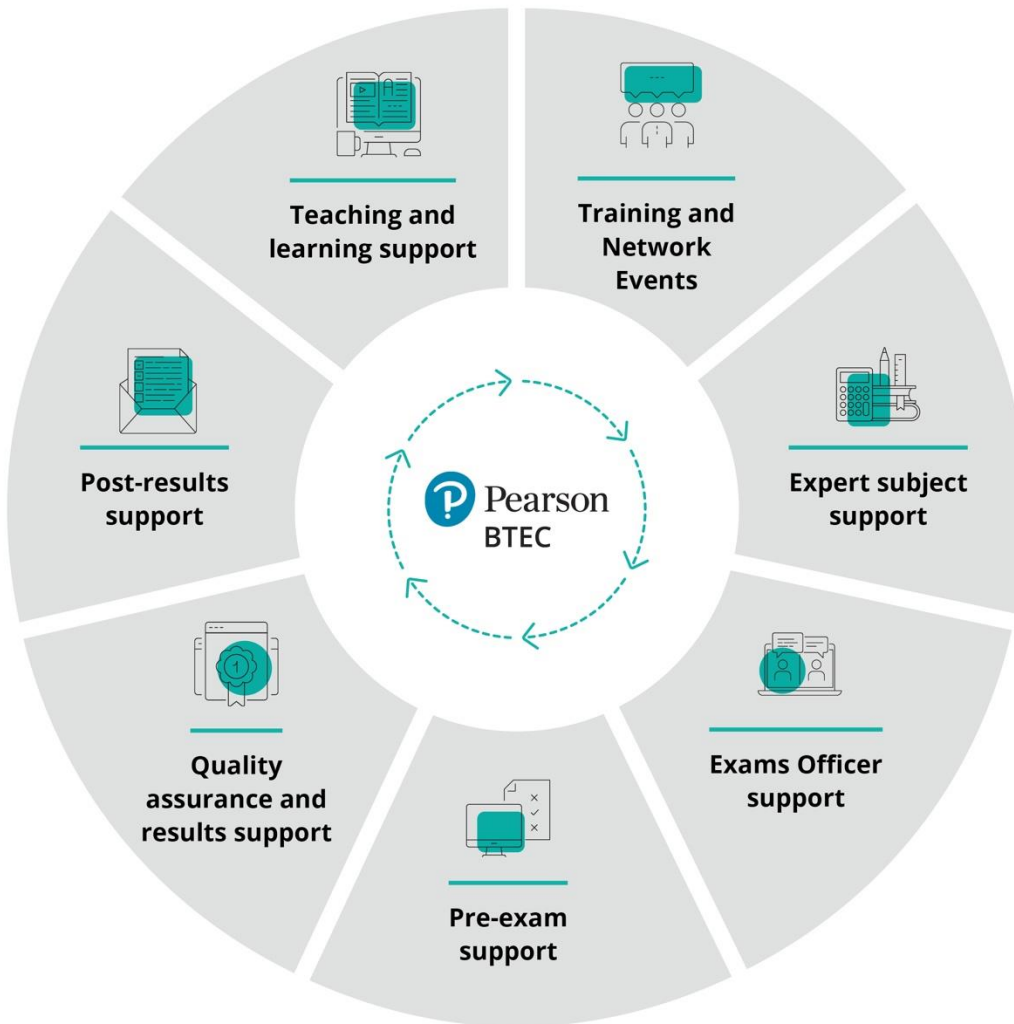 Teaching and
learning support
Training and
Network
Events
Expert subject
support
Exams Officer
support
Pre-exam
support
Quality
assurance and
results support
Post-results
support
P Pearson
BTEC
1